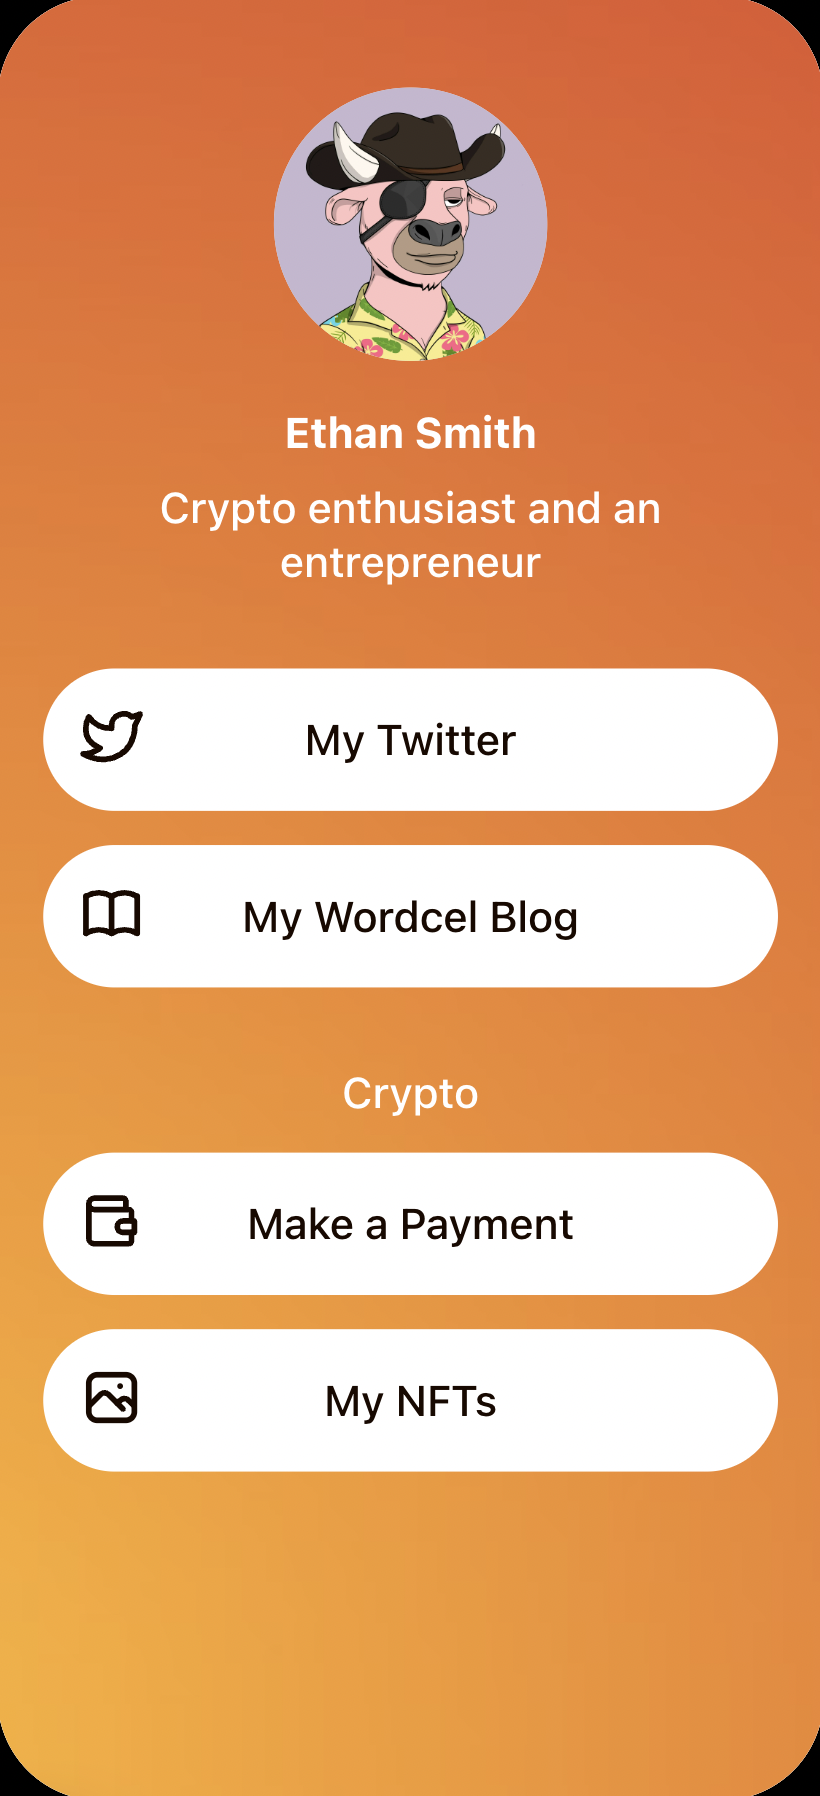 Ethan Smith
Crypto enthusiast and an
entrepreneur
My Twitter
My Wordcel Blog
Crypto
Make a Payment
My NFTs